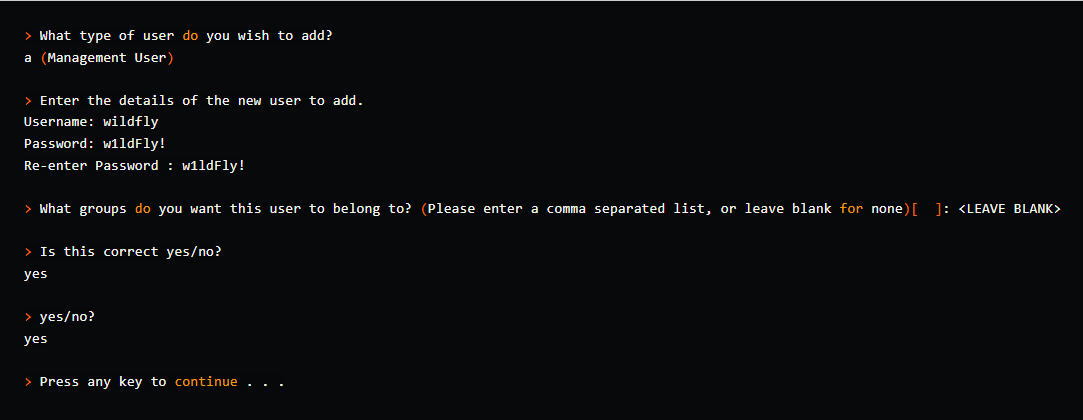 > What type of user do you wish to add?
a (Management User)
> Enter the details of the new user to add.
Username: wildfly
Password: w1ldFly!
Re-enter Password : w1ldFly!
> What groups do you want this user to belong to? (Please enter a comma separated list, or leave blank for none)[  ]: <LEAVE BLANK>
> Is this correct yes/no?
yes
> yes/no?
yes
> Press any key to continue . . .